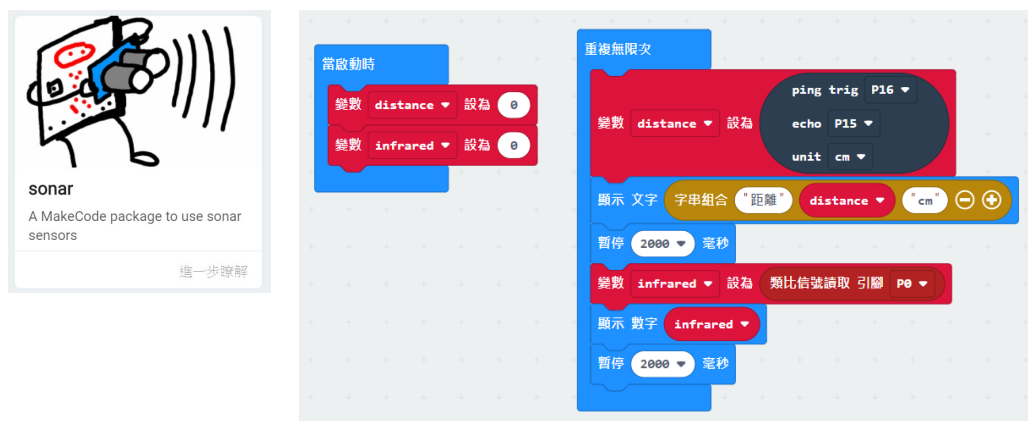 sonar
A MakeCode package to use sonar
sensors
進一步瞭解
當啟動時
變數 distance 設為 0
變數 infrared 設為 0
重複無限次
變數 distance 設為 ping trig P16
echo P15
unit cm
顯示 文字 字串組合 "距離" distance "cm"
暫停 2000 毫秒
變數 infrared 設為 類比信號讀取 引腳 P0
顯示 數字 infrared
暫停 2000 毫秒